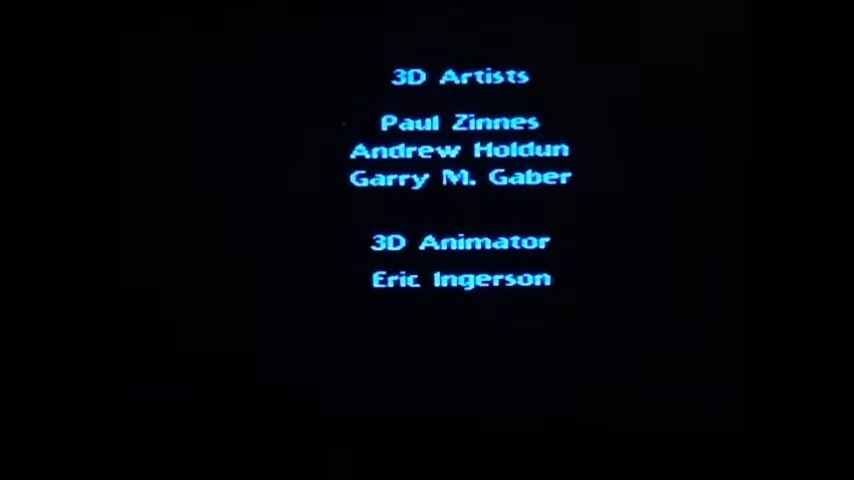 3D Artists
Paul Zinnes
Andrew Holdun
Garry M. Gaber
3D Animator
Eric Ingerson